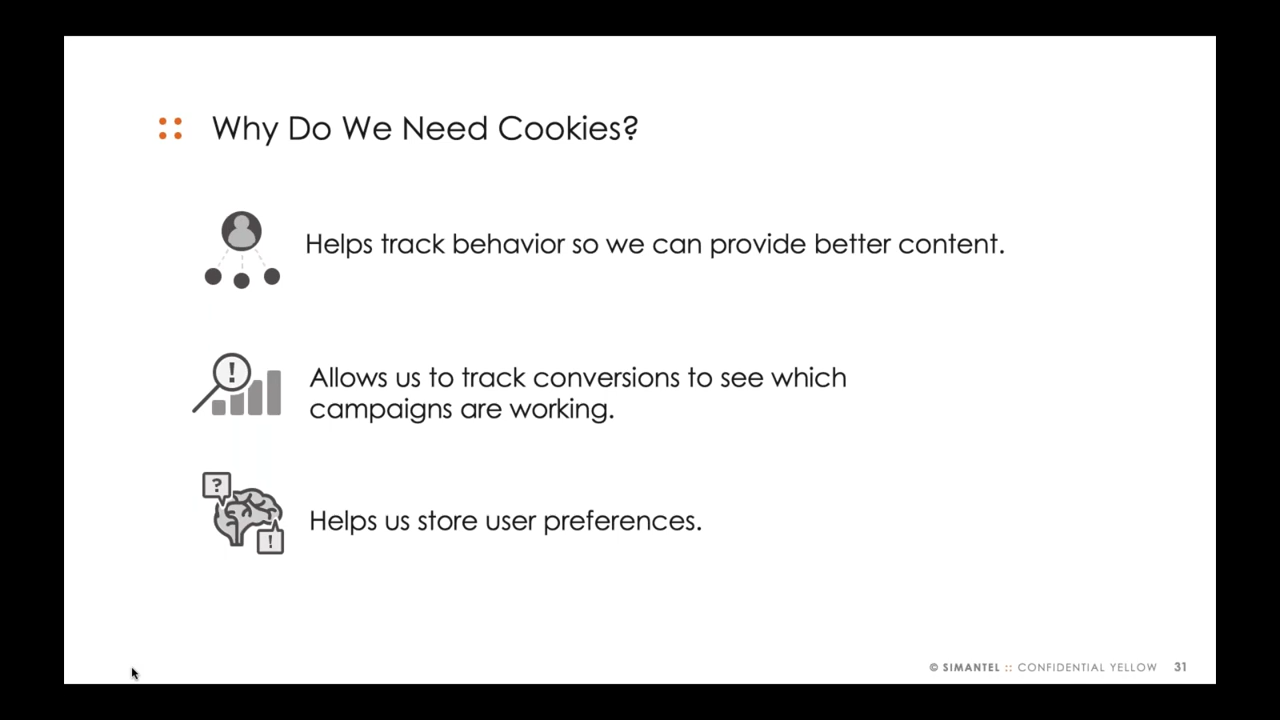 Why Do We Need Cookies?
Helps track behavior so we can provide better content.
!
Allows us to track conversions to see which
campaigns are working.
?
!
Helps us store user preferences.
© SIMANTEL :: CONFIDENTIAL YELLOW 31